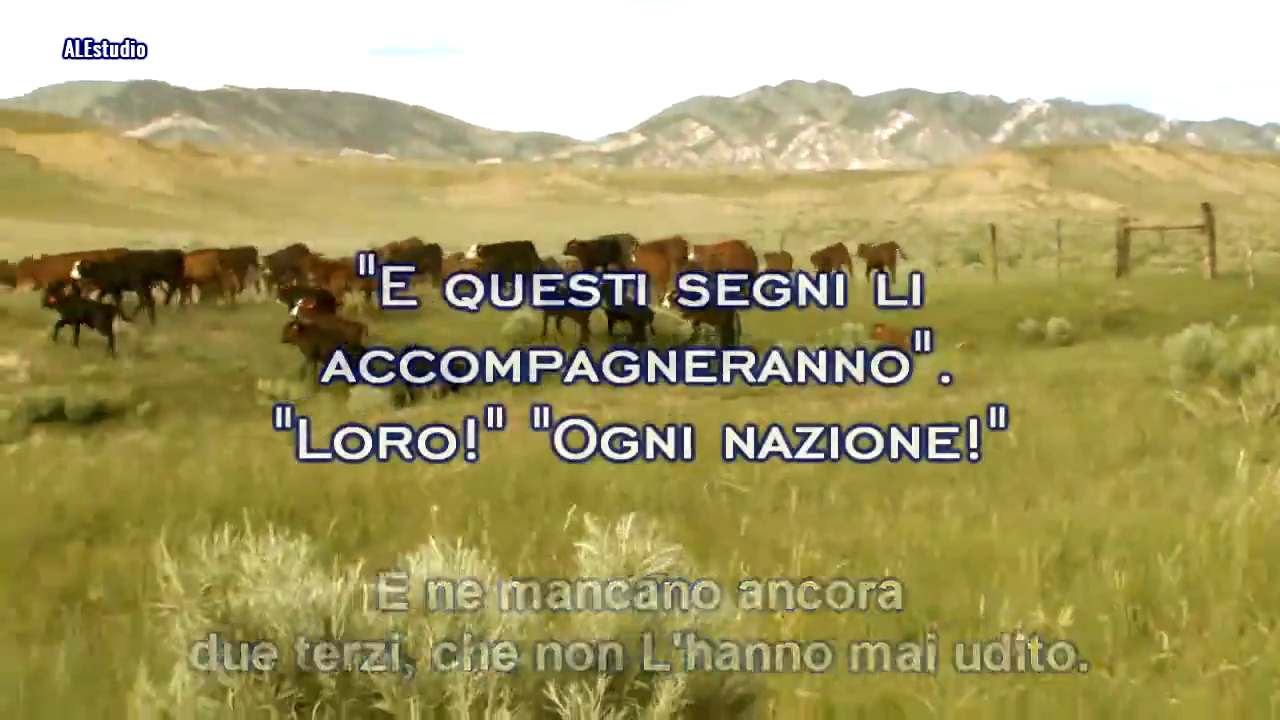 ALEstudio
"E QUESTI SEGNI LI
ACCOMPAGNERANNO".
"LORO!" "OGNI NAZIONE!"
E ne mancano ancora
due terzi, che non L'hanno mai udito.